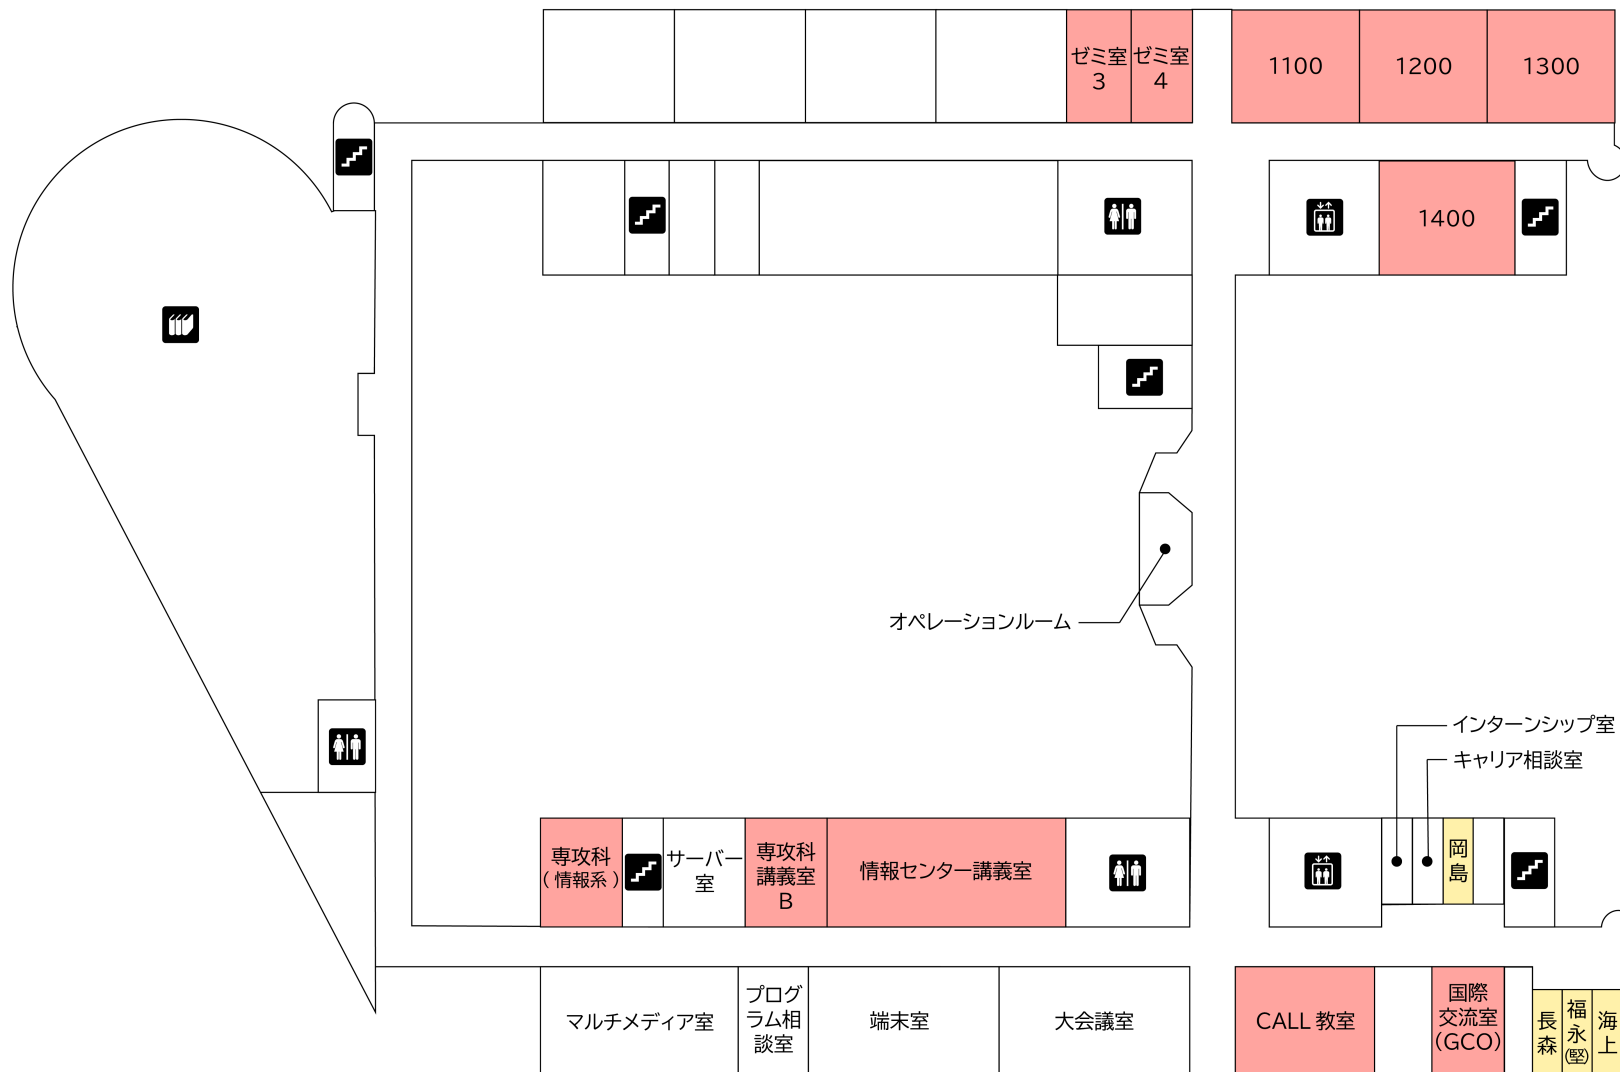 ゼミ室
3
ゼミ室
4
1100
1200
1300
1400
オペレーションルーム
インターンシップ室
キャリア相談室
専攻科
(情報系)
サーバー
室
専攻科
講義室
B
情報センター講義室
岡
島
マルチメディア室
プログ
ラム相
談室
端末室
大会議室
CALL 教室
国際
交流室
(GCO)
長
森
福
永
(堅)
海
上